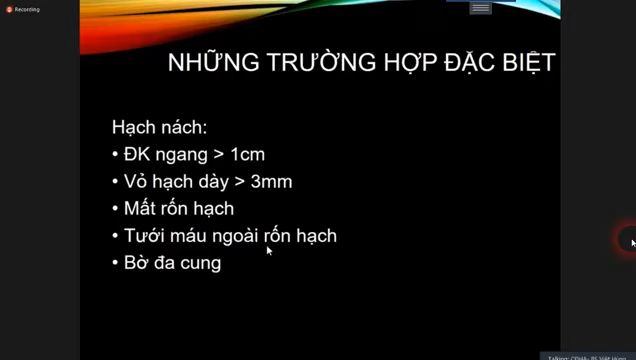 Recording
NHỮNG TRƯỜNG HỢP ĐẶC BIỆT
Hạch nách:
• ĐK ngang > 1cm
• Vỏ hạch dày > 3mm
• Mất rốn hạch
• Tưới máu ngoài rốn hạch
• Bờ đa cung
Talking: